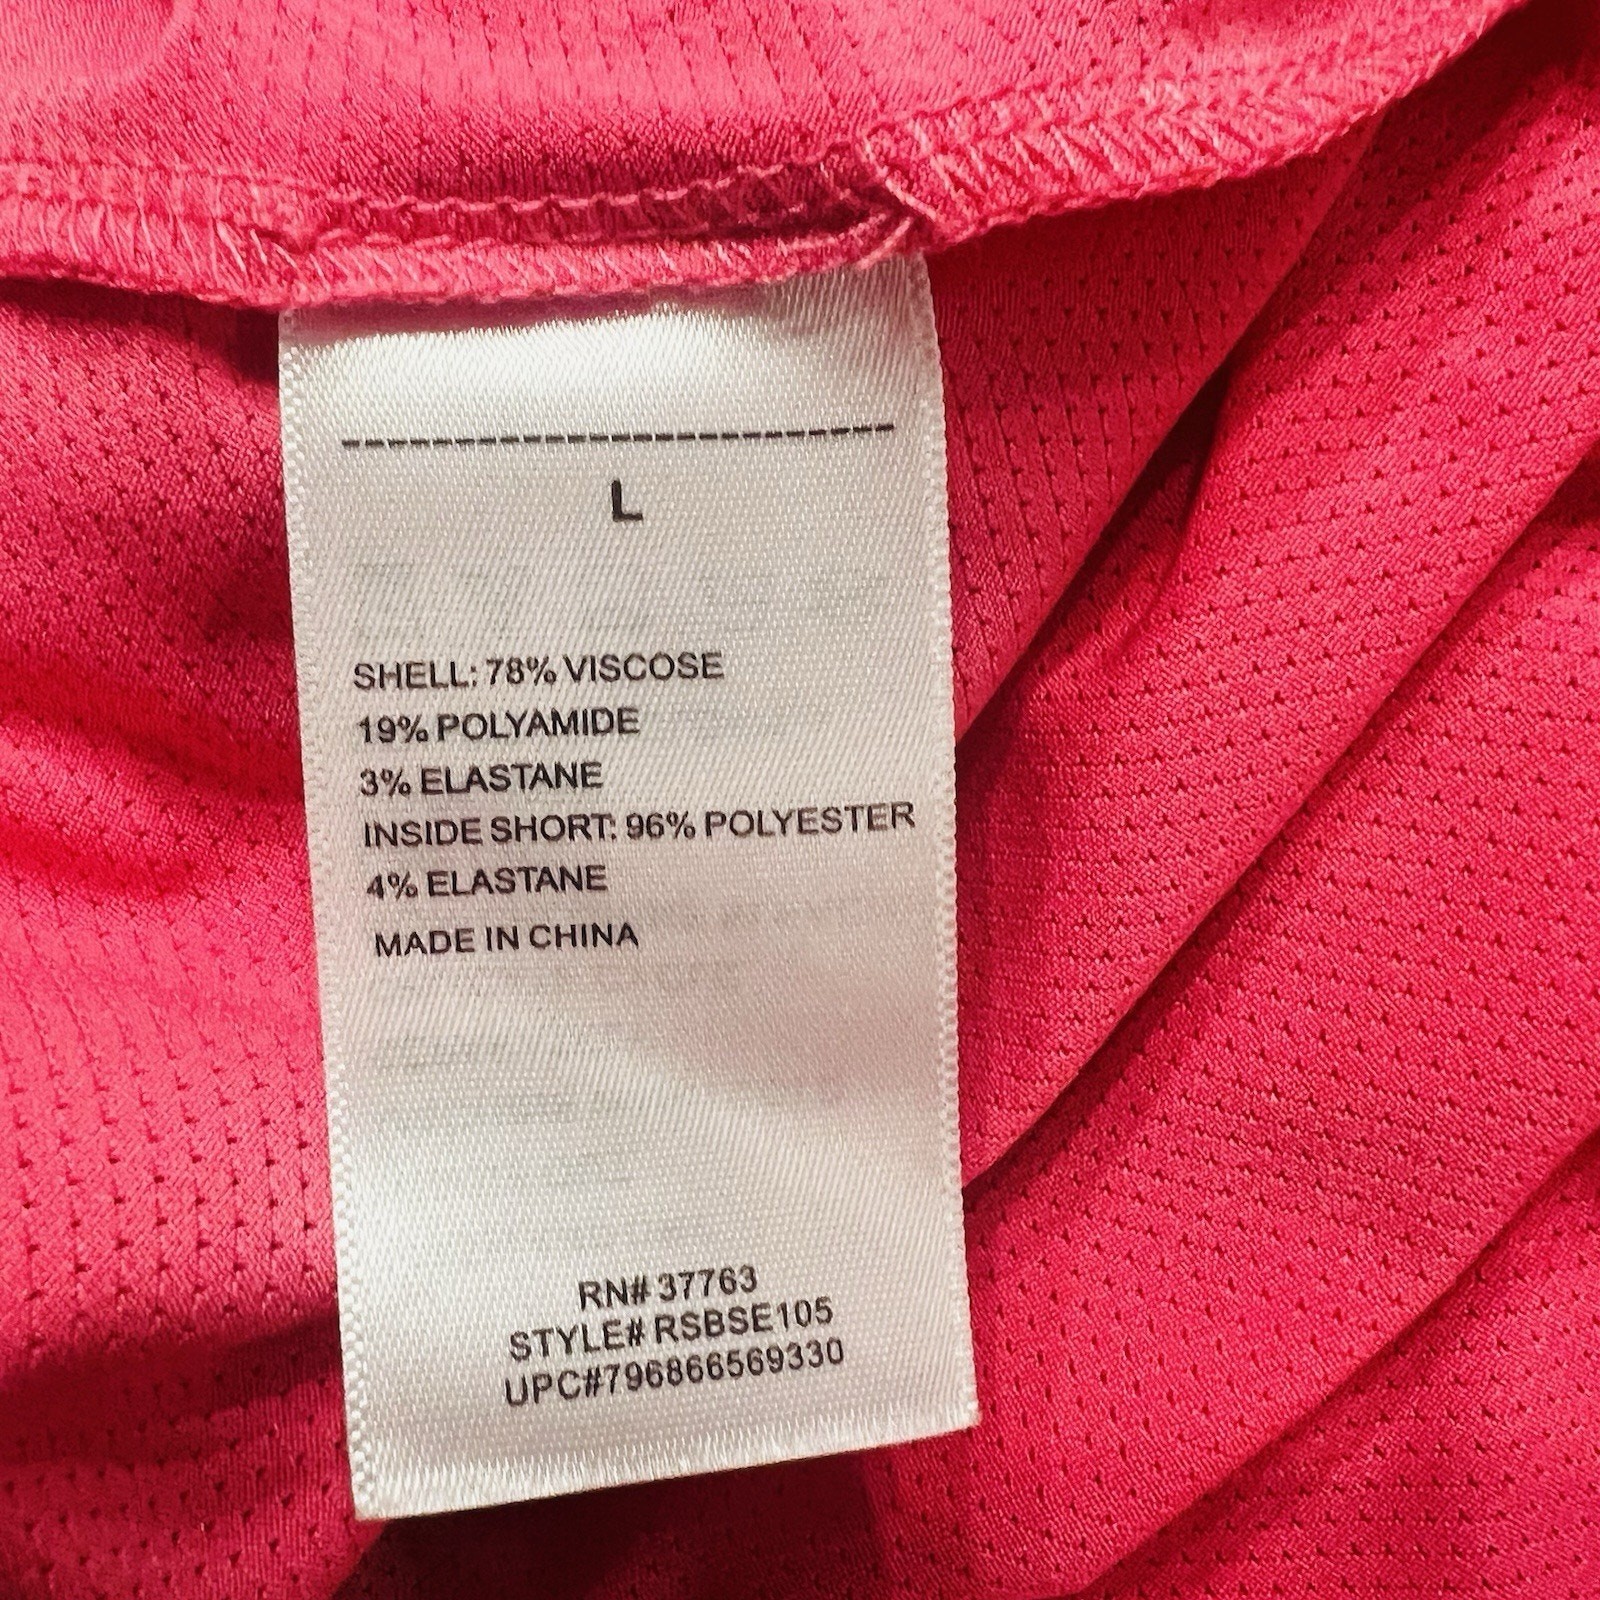 L
SHELL: 78% VISCOSE
19% POLYAMIDE
3% ELASTANE
INSIDE SHORT: 96% POLYESTER
4% ELASTANE
MADE IN CHINA
RN# 37763
STYLE# RSBSE105
UPC#796866569330